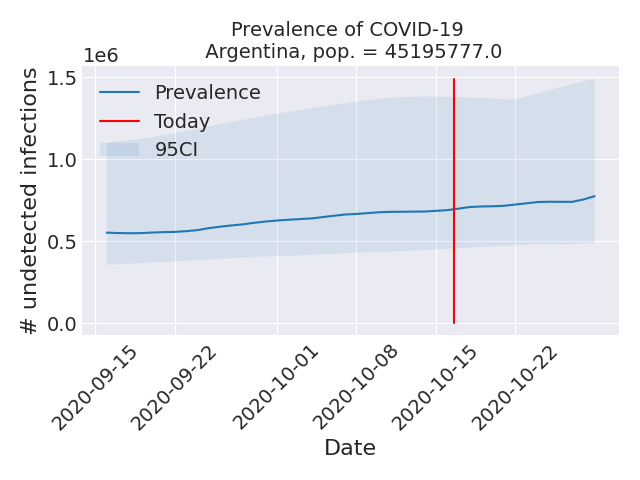 Prevalence of COVID-19
Argentina, pop. = 45195777.0
1e6
1.5
1.0
0.5
0.0
# undetected infections
Prevalence
Today
95CI
2020-09-15
2020-09-22
2020-10-01
2020-10-08
2020-10-15
2020-10-22
Date